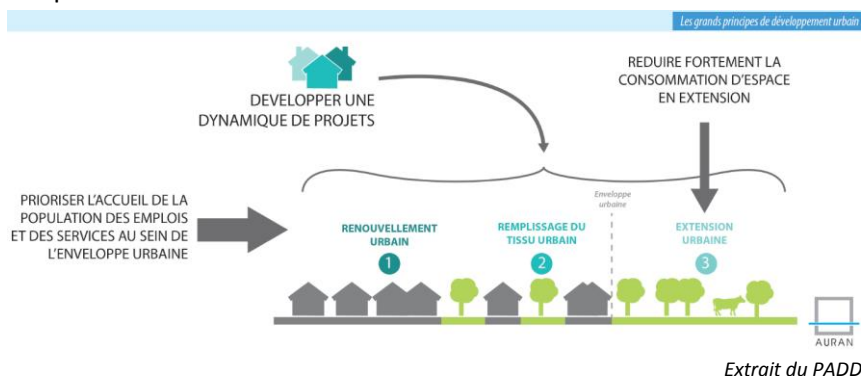 Les grands principes de développement urbain
DEVELOPPER UNE
DYNAMIQUE DE PROJETS
REDUIRE FORTEMENT LA
CONSOMMATION D'ESPACE
EN EXTENSION
PRIORISER L'ACCUEIL DE LA
POPULATION DES EMPLOIS
ET DES SERVICES AU SEIN DE
L'ENVELOPPE URBAINE
RENOUVELLEMENT
URBAIN
1
REMPLISSAGE DU
TISSU URBAIN
2
Enveloppe
urbaine
EXTENSION
URBAINE
3
AURAN
Extrait du PADD